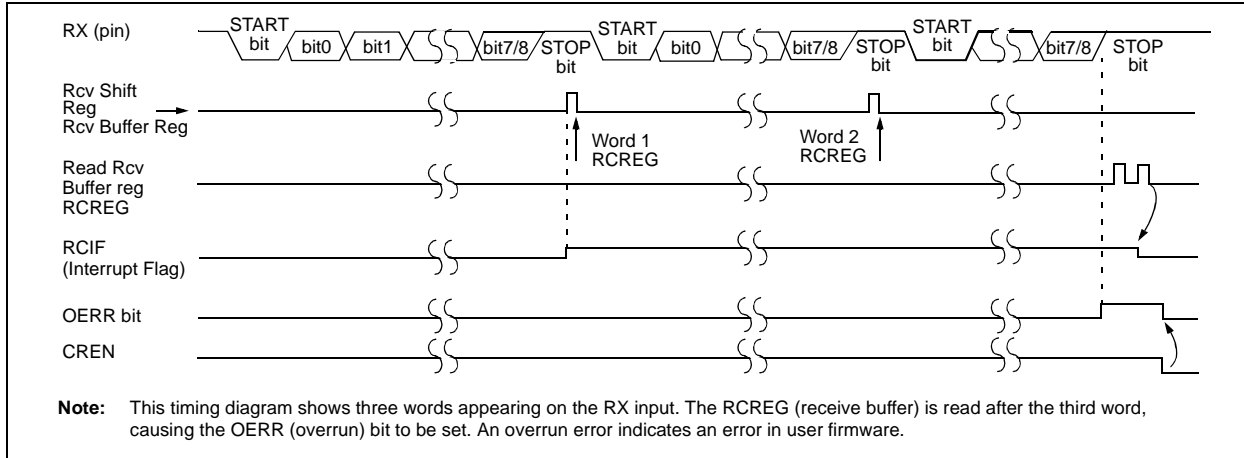 RX (pin)
START
bit
bit0
bit1
bit7/8
STOP
bit
START
bit
bit0
bit7/8
STOP
bit
START
bit
bit7/8
STOP
bit
Rcv Shift
Reg
Rcv Buffer Reg
Word 1
RCREG
Word 2
RCREG
Read Rcv
Buffer reg
RCREG
RCIF
(Interrupt Flag)
OERR bit
CREN
Note: This timing diagram shows three words appearing on the RX input. The RCREG (receive buffer) is read after the third word,
causing the OERR (overrun) bit to be set. An overrun error indicates an error in user firmware.